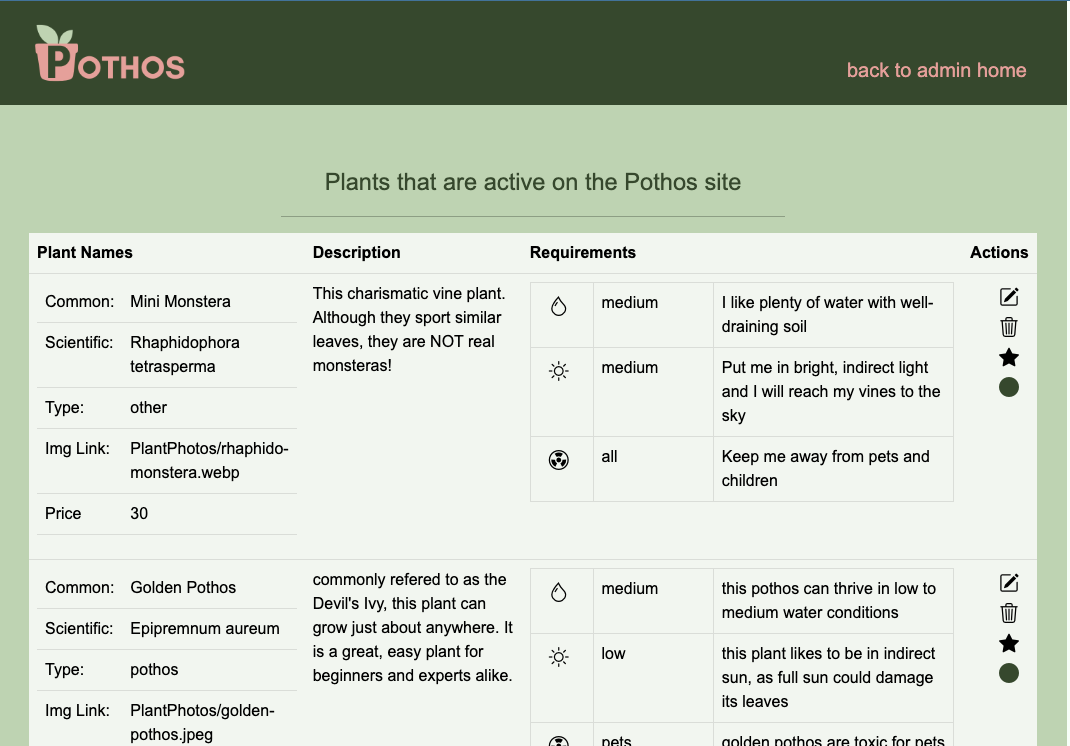 POTHOS
back to admin home
Plants that are active on the Pothos site
Plant Names Description Requirements Actions
Common: Mini Monstera
Scientific: Rhaphidophora
tetrasperma
Type: other
Img Link: PlantPhotos/rhaphido-
monstera.webp
Price 30
This charismatic vine plant.
Although they sport similar
leaves, they are NOT real
monsteras!
medium I like plenty of water with well-
draining soil
medium Put me in bright, indirect light
and I will reach my vines to the
sky
all Keep me away from pets and
children
Common: Golden Pothos
Scientific: Epipremnum aureum
Type: pothos
Img Link: PlantPhotos/golden-
pothos.jpeg
commonly refered to as the
Devil's Ivy, this plant can
grow just about anywhere. It
is a great, easy plant for
beginners and experts alike.
medium this pothos can thrive in low to
medium water conditions
low this plant likes to be in indirect
sun, as full sun could damage
its leaves
pets golden pothos are toxic for pets